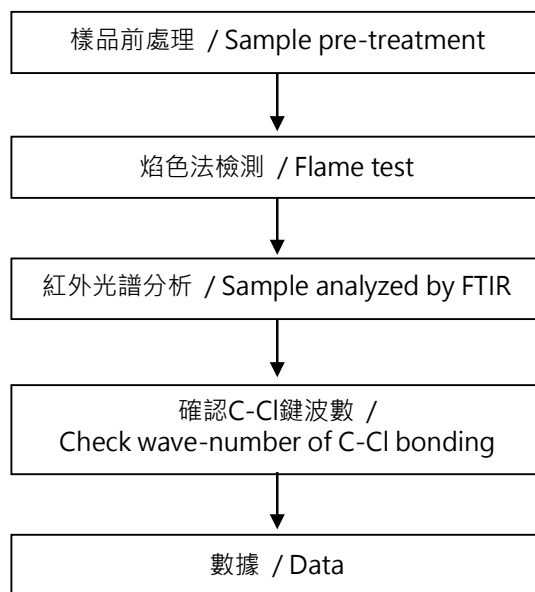 樣品前處理 / Sample pre-treatment
焰色法檢測 / Flame test
紅外光譜分析 / Sample analyzed by FTIR
確認C-Cl鍵波數 /
Check wave-number of C-Cl bonding
數據 / Data